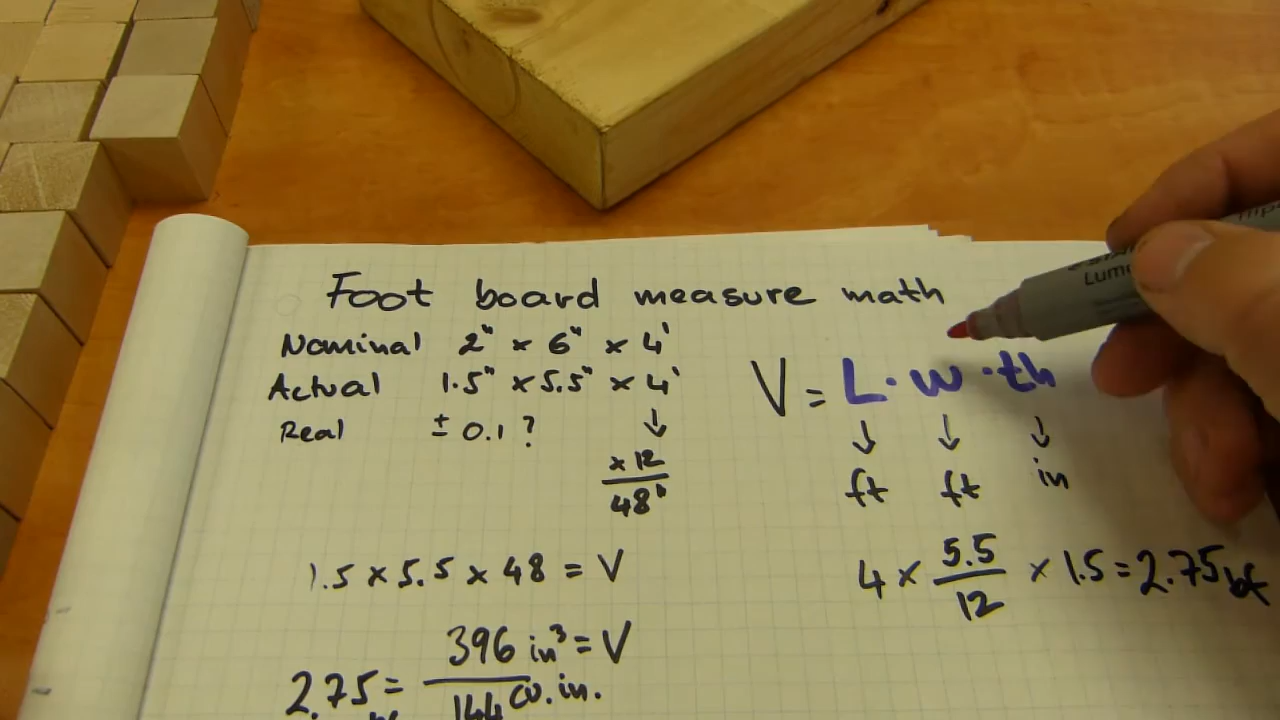 Foot board measure math
Nominal 2" x 6" x 4'
Actual 1.5" x 5.5" x 4'
Real ± 0.1 ?
↓
x 12
48"
1.5 x 5.5 x 48 = V
396 in³ = V
2.75 = 144 cu. in.
bf
V = L · w · th
↓ ↓ ↓
ft ft in
4 x 5.5/12 x 1.5 = 2.75 bf